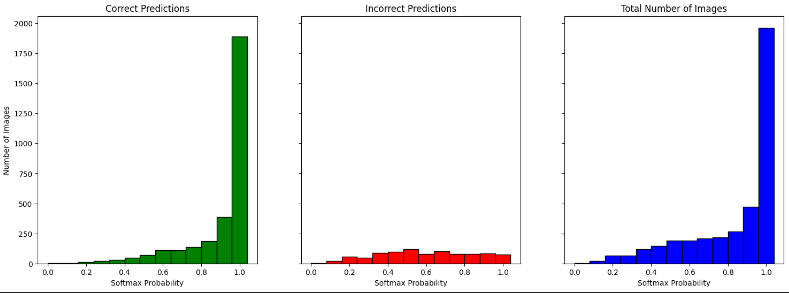 Correct Predictions
Incorrect Predictions
Total Number of Images
Number of Images
2000
1750
1500
1250
1000
750
500
250
0
0.0 0.2 0.4 0.6 0.8 1.0
0.0 0.2 0.4 0.6 0.8 1.0
0.0 0.2 0.4 0.6 0.8 1.0
Softmax Probability
Softmax Probability
Softmax Probability